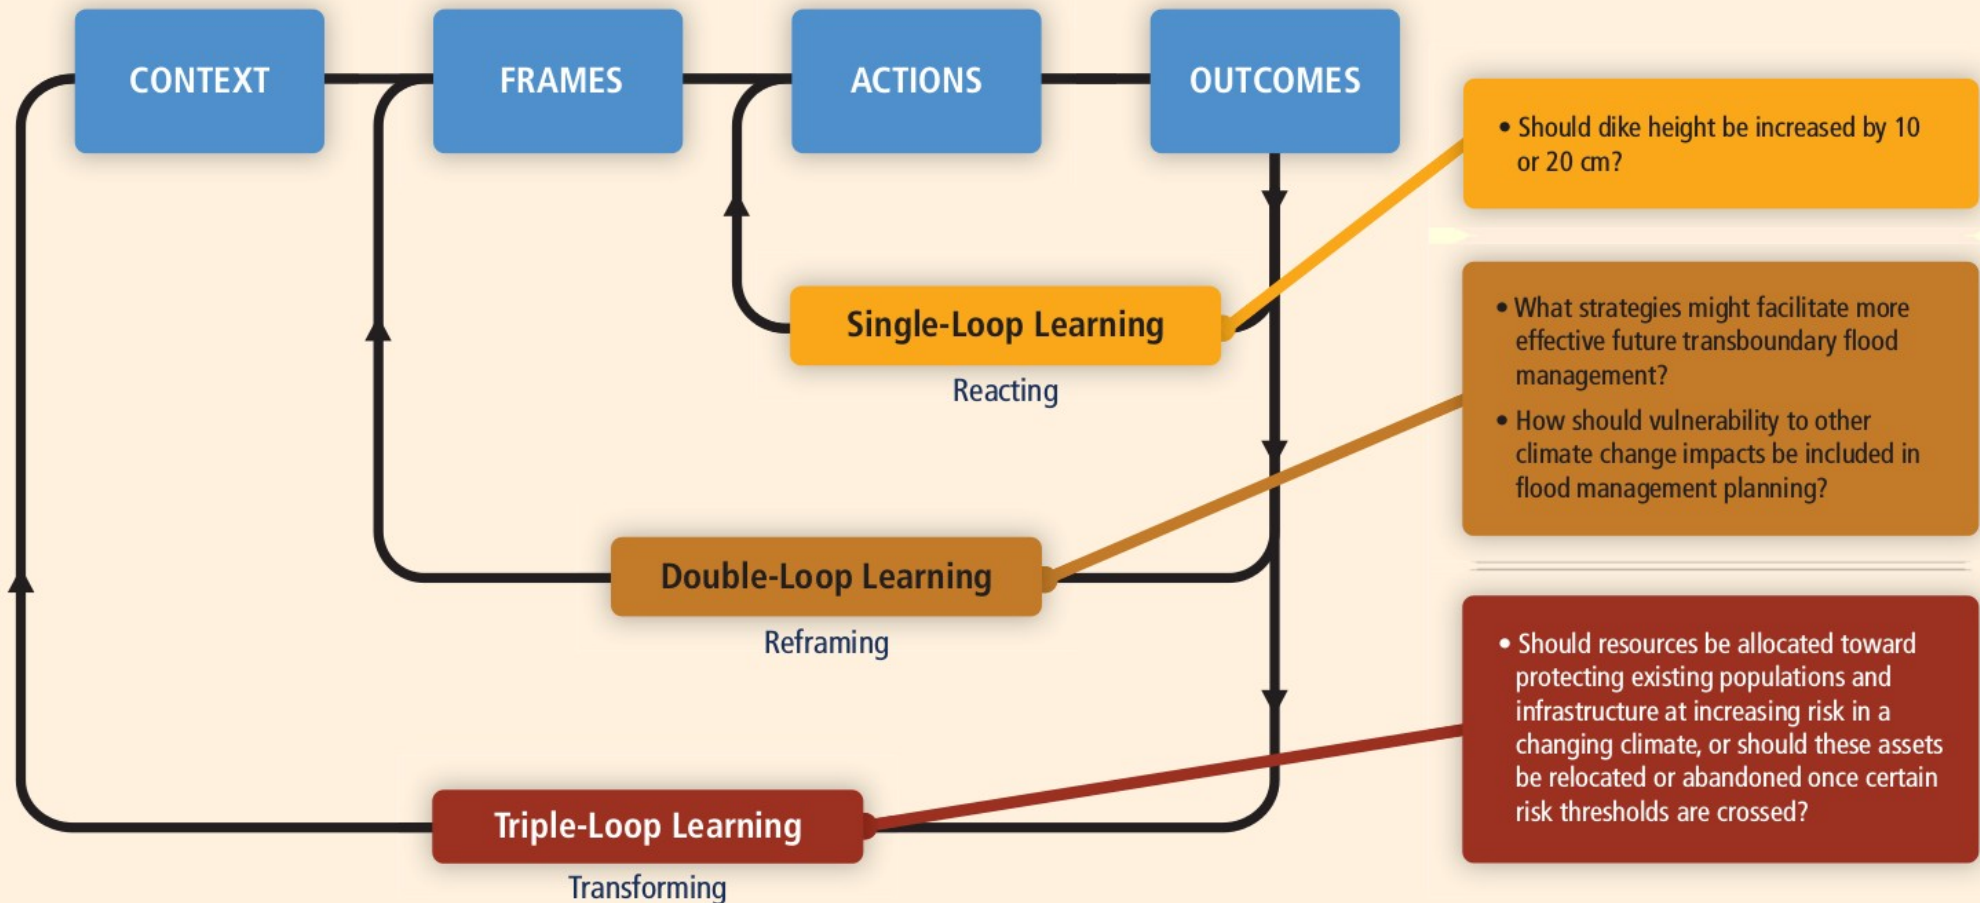 CONTEXT
FRAMES
ACTIONS
OUTCOMES
• Should dike height be increased by 10
or 20 cm?
Single-Loop Learning
Reacting
• What strategies might facilitate more
effective future transboundary flood
management?
• How should vulnerability to other
climate change impacts be included in
flood management planning?
Double-Loop Learning
Reframing
• Should resources be allocated toward
protecting existing populations and
infrastructure at increasing risk in a
changing climate, or should these assets
be relocated or abandoned once certain
risk thresholds are crossed?
Triple-Loop Learning
Transforming